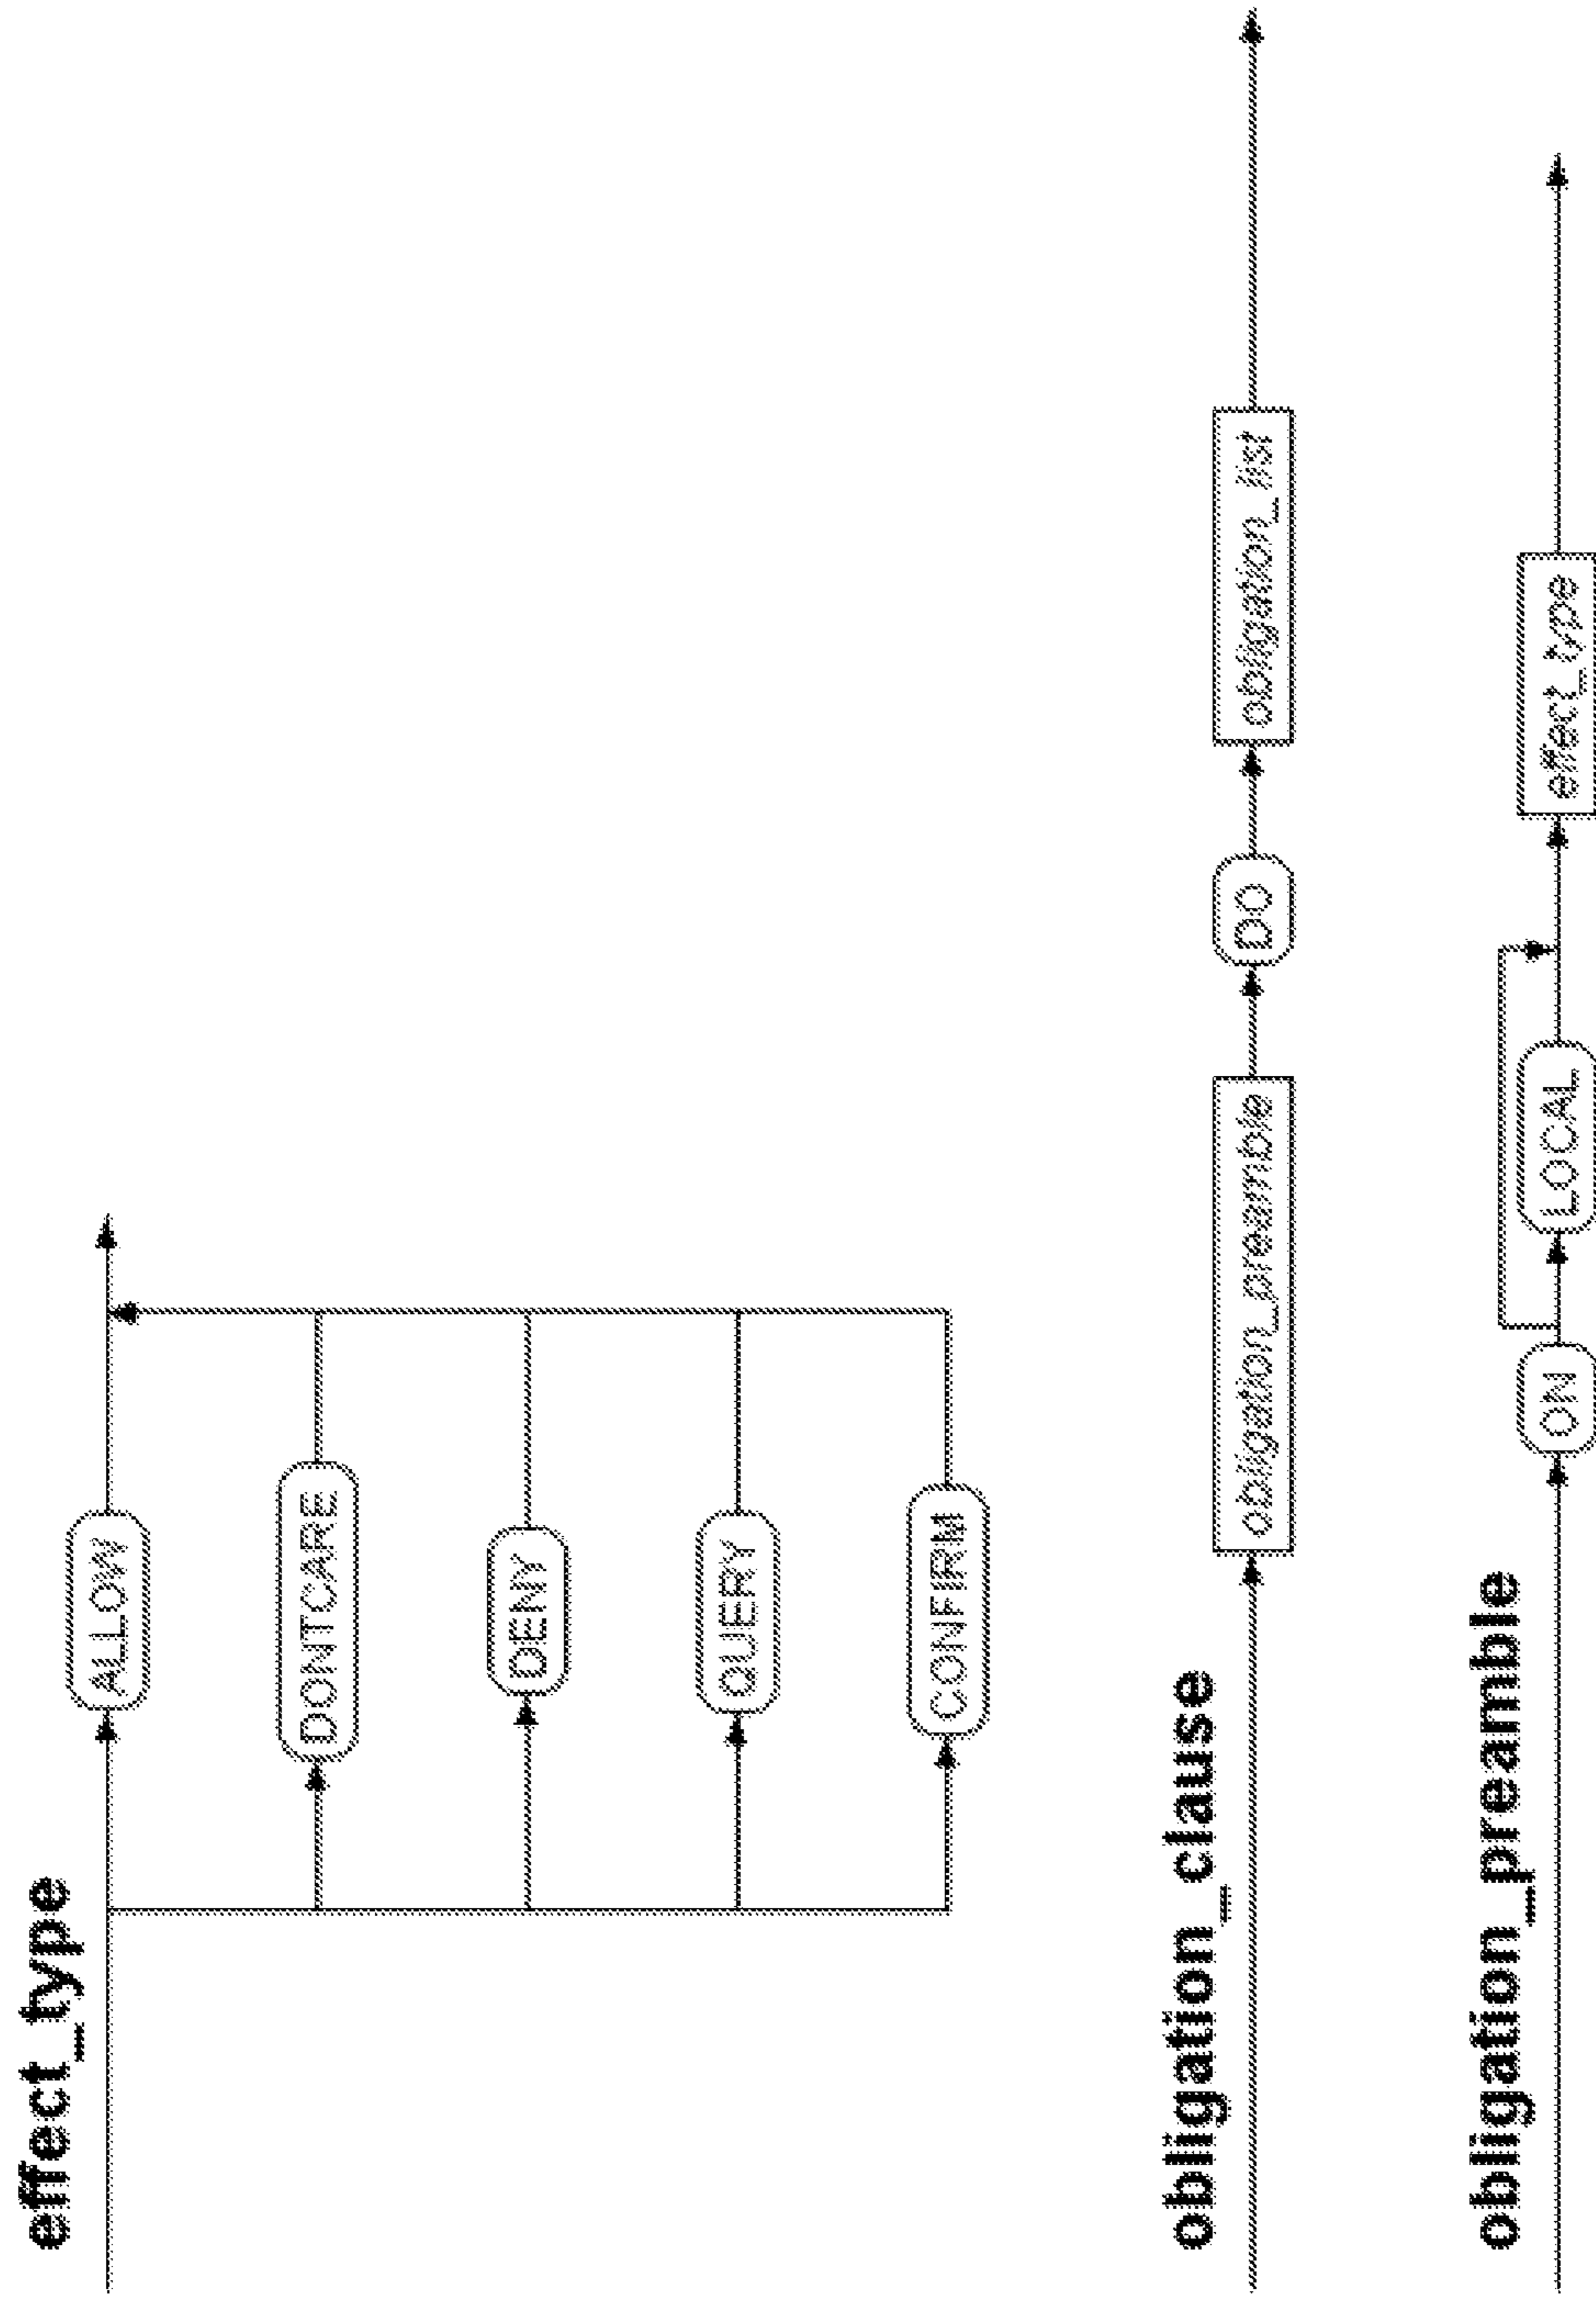 effect_type
ALLOW
DONTCARE
DENY
QUERY
CONFIRM
obligation_clause
obligation_preamble DO obligation_list
obligation_preamble
ON LOCAL effect_type